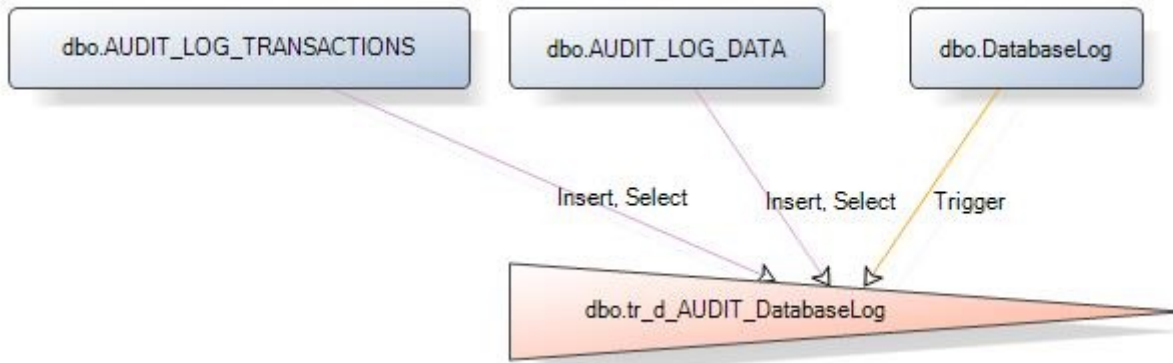 dbo.AUDIT_LOG_TRANSACTIONS
dbo.AUDIT_LOG_DATA
dbo.DatabaseLog
Insert, Select
Insert, Select
Trigger
dbo.tr_d_AUDIT_DatabaseLog